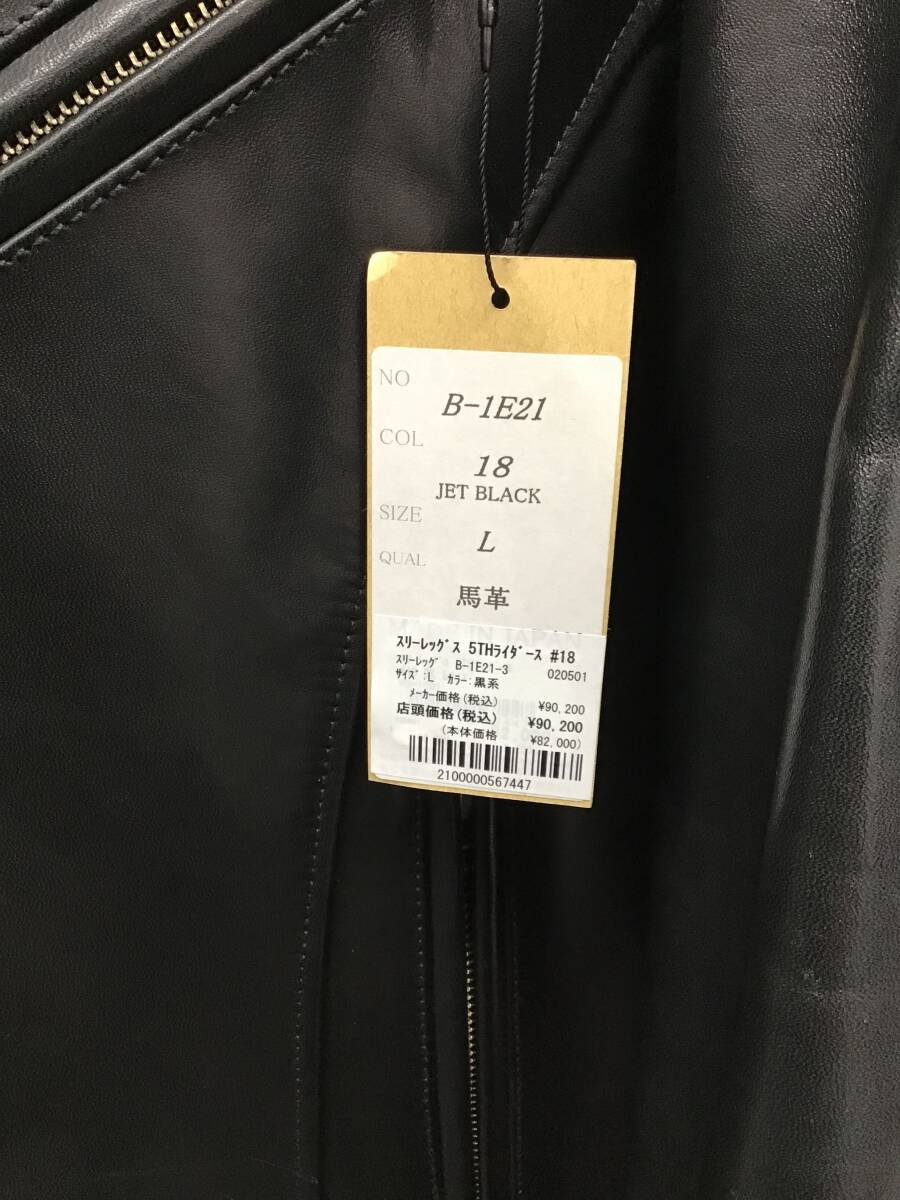 NO
B-1E21
COL
18
JET BLACK
SIZE
L
QUAL
馬革
IN JAPAN
ｽﾘｰﾚｯｸﾞｽ 5THﾗｲﾀﾞｰｽ #18
ｽﾘｰﾚｯｸﾞ B-1E21-3 020501
ｻｲｽﾞ:L ｶﾗｰ:黒系
ﾒｰｶｰ価格(税込) ¥90,200
店頭価格(税込) ¥90,200
(本体価格 ¥82,000)
2100000567447